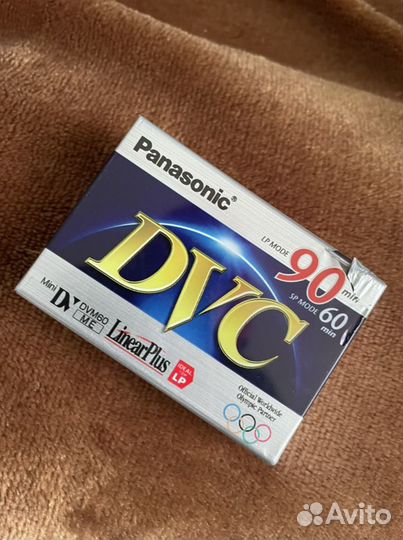 Panasonic®
DVC
LP MODE 90 min
SP MODE 60 min
Mini DV
DVM60
ME
LinearPlus
IDEAL
LP
Official Worldwide
Olympic Partner
Avito